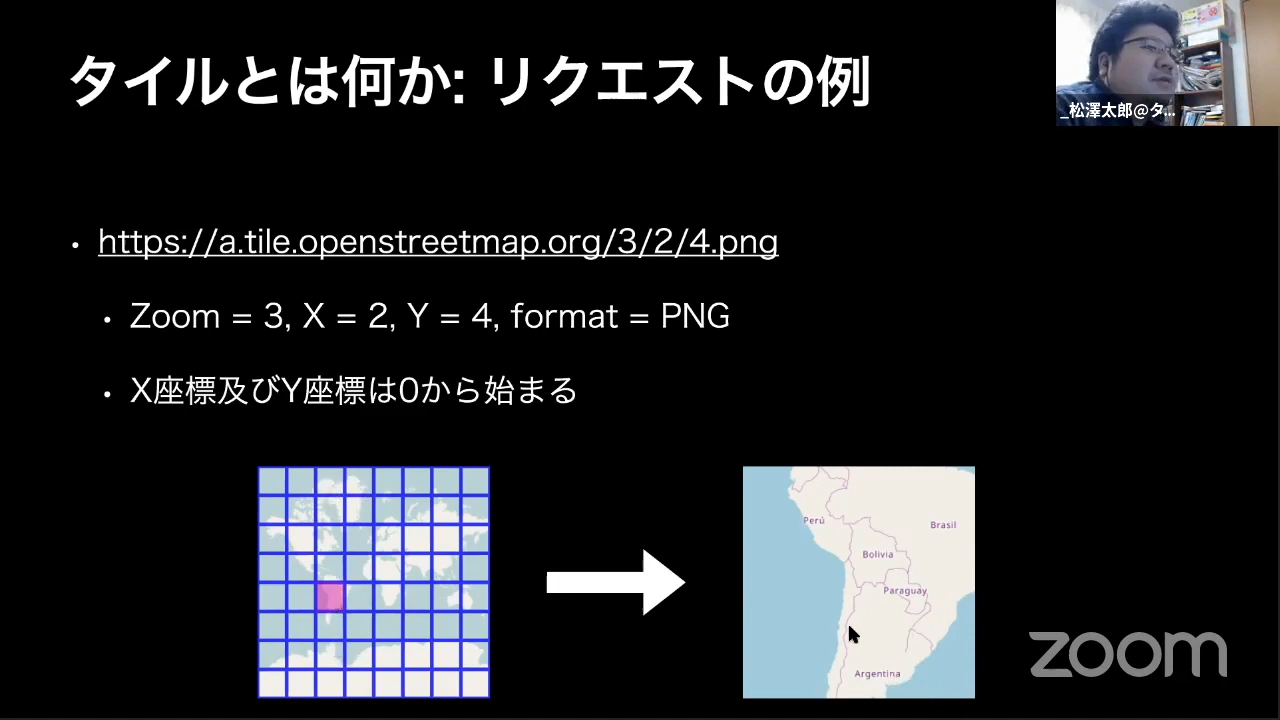 タイルとは何か: リクエストの例
_松澤太郎@タ...
・ https://a.tile.openstreetmap.org/3/2/4.png
・ Zoom = 3, X = 2, Y = 4, format = PNG
・ X座標及びY座標は0から始まる
Perú
Brasil
Bolivia
Paraguay
Argentina
zoom